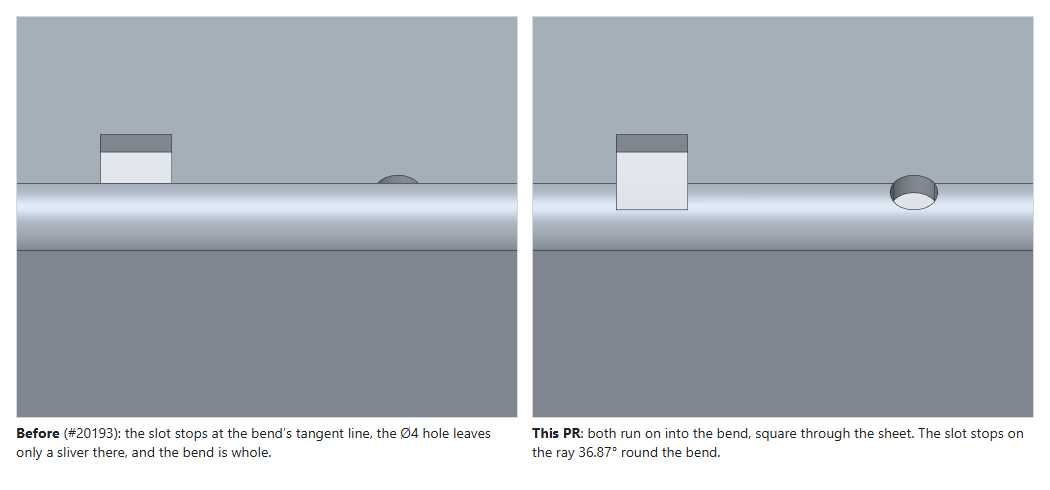 Before (#20193): the slot stops at the bend’s tangent line, the Ø4 hole leaves
only a sliver there, and the bend is whole.
This PR: both run on into the bend, square through the sheet. The slot stops on
the ray 36.87° round the bend.